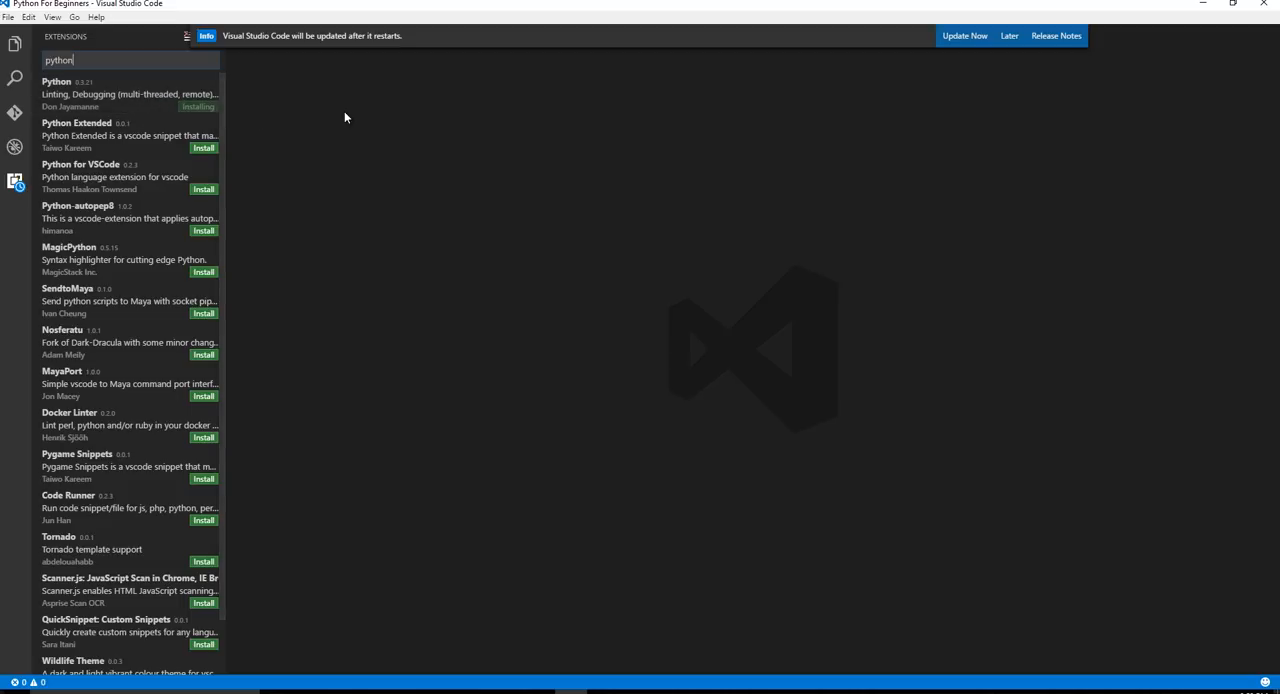 Python For Beginners - Visual Studio Code
File Edit View Go Help
EXTENSIONS
Info Visual Studio Code will be updated after it restarts. Update Now Later Release Notes
python
Python 0.3.21
Linting, Debugging (multi-threaded, remote)...
Don Jayamanne Installing
Python Extended 0.0.1
Python Extended is a vscode snippet that ma...
Taiwo Kareem Install
Python for VSCode 0.2.3
Python language extension for vscode
Thomas Haakon Townsend Install
Python-autopep8 1.0.2
This is a vscode-extension that applies autop...
himanoa Install
MagicPython 0.5.15
Syntax highlighter for cutting edge Python.
MagicStack Inc. Install
SendtoMaya 0.1.0
Send python scripts to Maya with socket pip...
Ivan Cheung Install
Nosferatu 1.0.1
Fork of Dark-Dracula with some minor chang...
Adam Meily Install
MayaPort 1.0.0
Simple vscode to Maya command port interf...
Jon Macey Install
Docker Linter 0.2.0
Lint perl, python and/or ruby in your docker ...
Henrik Sjööh Install
Pygame Snippets 0.0.1
Pygame Snippets is a vscode snippet that m...
Taiwo Kareem Install
Code Runner 0.2.3
Run code snippet/file for js, php, python, per...
Jun Han Install
Tornado 0.0.1
Tornado template support
abdelouahabb Install
Scanner.js: JavaScript Scan in Chrome, IE Br
Scanner.js enables HTML JavaScript scanning...
Asprise Scan OCR Install
QuickSnippet: Custom Snippets 0.0.1
Quickly create custom snippets for any langu...
Sara Itani Install
Wildlife Theme 0.0.3
A dark and light vibrant colour theme for vsc
0 0